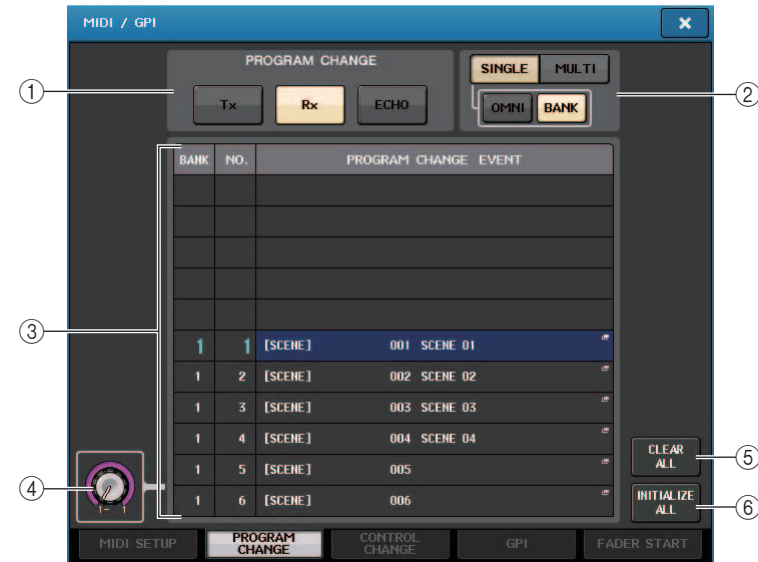 MIDI / GPI
PROGRAM CHANGE
SINGLE MULTI
Tx Rx ECHO
OMNI BANK
BANK NO. PROGRAM CHANGE EVENT
1 1 [SCENE] 001 SCENE 01
1 2 [SCENE] 002 SCENE 02
1 3 [SCENE] 003 SCENE 03
1 4 [SCENE] 004 SCENE 04
1 5 [SCENE] 005
1 6 [SCENE] 006
CLEAR
ALL
INITIALIZE
ALL
1- 1
MIDI SETUP
PROGRAM
CHANGE
CONTROL
CHANGE
GPI
FADER START
①
②
③
④
⑤
⑥